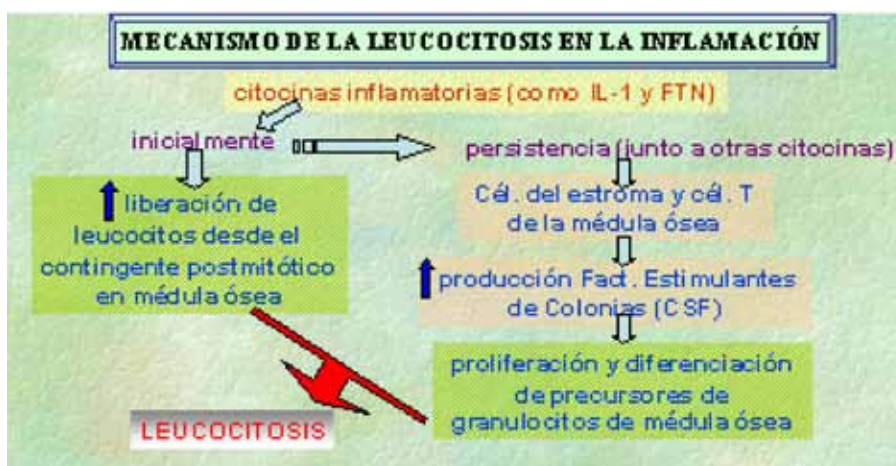 MECANISMO DE LA LEUCOCITOSIS EN LA INFLAMACIÓN
citocinas inflamatorias (como IL-1 y FTN)
inicialmente
persistencia (junto a otras citocinas)
liberación de
leucocitos desde el
contingente postmitótico
en médula ósea
Cél. del estroma y cél. T
de la médula ósea
producción Fact. Estimulantes
de Colonias (CSF)
proliferación y diferenciación
de precursores de
granulocitos de médula ósea
LEUCOCITOSIS